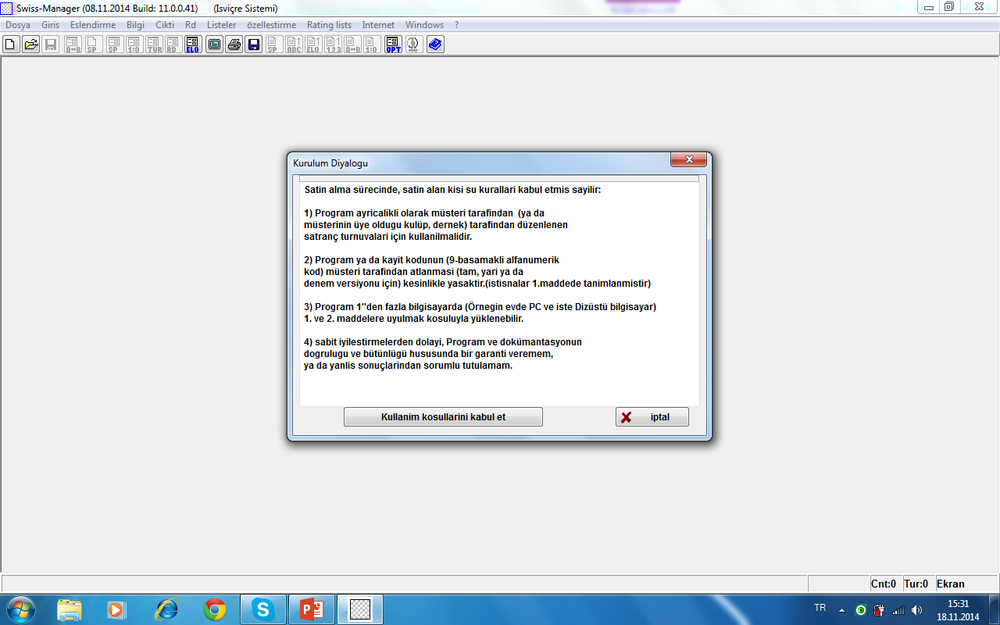 Swiss-Manager (08.11.2014 Build: 11.0.0.41) (Isviçre Sistemi)
Dosya Giris Eslendirme Bilgi Cikti Rd Listeler özellestirme Rating lists Internet Windows ?
A↔B SP SP 1:0 TUR RD ELO SP ABC ELO 1.2.3 A↔B 1:0 OPT
Kurulum Diyalogu
Satin alma sürecinde, satin alan kisi su kurallari kabul etmis sayilir:
1) Program ayricalikli olarak müsteri tarafindan (ya da
müsterinin üye oldugu kulüp, dernek) tarafindan düzenlenen
satranç turnuvalari için kullanilmalidir.
2) Program ya da kayit kodunun (9-basamakli alfanumerik
kod) müsteri tarafindan atlanmasi (tam, yari ya da
denem versiyonu için) kesinlikle yasaktir.(istisnalar 1.maddede tanimlanmistir)
3) Program 1"den fazla bilgisayarda (Örnegin evde PC ve iste Dizüstü bilgisayar)
1. ve 2. maddelere uyulmak kosuluyla yüklenebilir.
4) sabit iyilestirmelerden dolayi, Program ve dokümantasyonun
dogrulugu ve bütünlügü hususunda bir garanti veremem,
ya da yanlis sonuçlarindan sorumlu tutulamam.
Kullanim kosullarini kabul et iptal
Cnt:0 Tur:0 Ekran
TR 15:31
18.11.2014